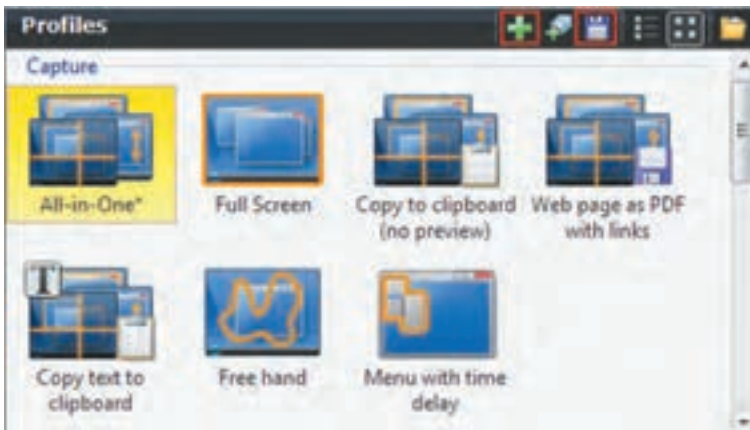 Profiles
Capture
All-in-One*
Full Screen
Copy to clipboard
(no preview)
Web page as PDF
with links
T
Copy text to
clipboard
Free hand
Menu with time
delay